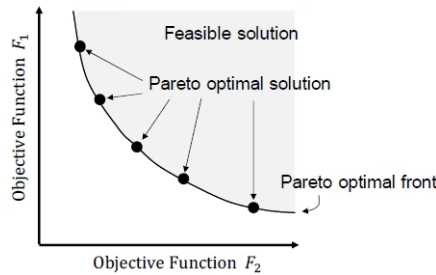 Feasible solution
Objective Function F₁
Pareto optimal solution
Pareto optimal front
Objective Function F₂